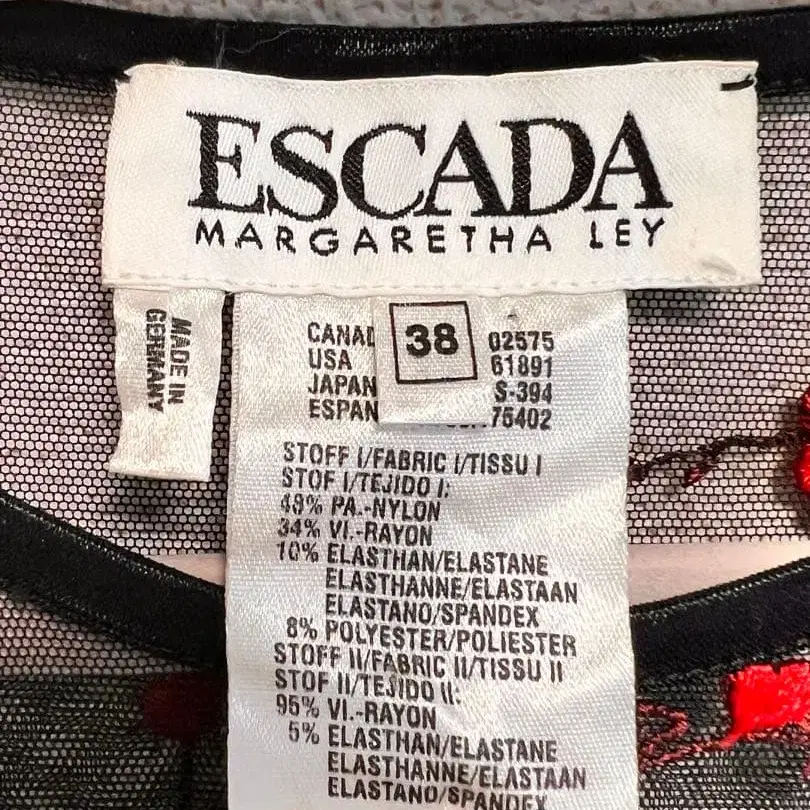 ESCADA
MARGARETHA LEY
MADE IN
GERMANY
38
02575
USA 61891
JAPAN S-394
75402
STOFF I/FABRIC I/TISSU I
STOF I/TEJIDO I:
48% PA.-NYLON
34% VI.-RAYON
10% ELASTHAN/ELASTANE
ELASTHANNE/ELASTAAN
ELASTANO/SPANDEX
8% POLYESTER/POLIESTER
STOFF II/FABRIC II/TISSU II
STOF II/TEJIDO II:
95% VI.-RAYON
5% ELASTHAN/ELASTANE
ELASTHANNE/ELASTAAN
ELASTANO/SPANDEX